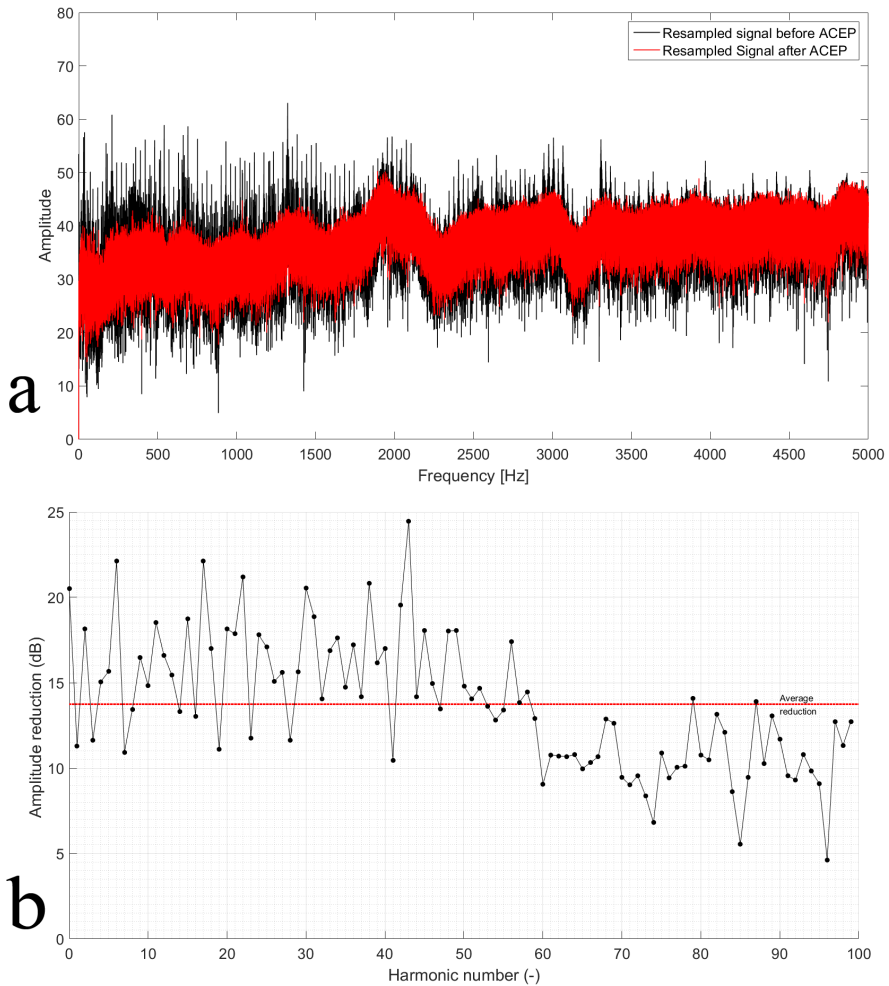 80
70
60
50
40
30
20
10
0
Amplitude
Resampled signal before ACEP
Resampled Signal after ACEP
a
0 500 1000 1500 2000 2500 3000 3500 4000 4500 5000
Frequency [Hz]
25
20
15
10
5
0
Amplitude reduction (dB)
Average
reduction
b
0 10 20 30 40 50 60 70 80 90 100
Harmonic number (-)